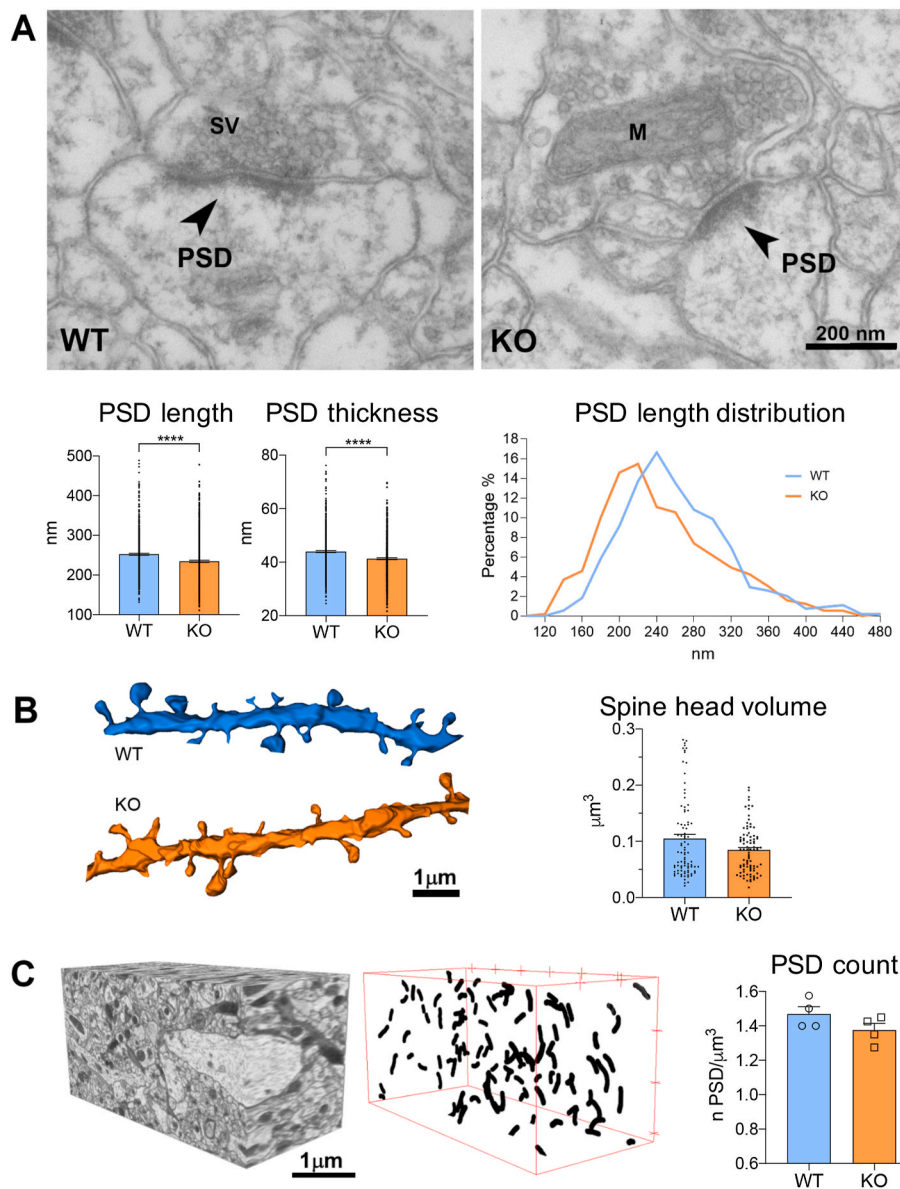 A
SV
PSD
WT
M
PSD
KO
200 nm
PSD length
****
nm
500
400
300
200
100
WT
KO
PSD thickness
****
nm
80
60
40
20
WT
KO
PSD length distribution
Percentage %
18
16
14
12
10
8
6
4
2
0
120 160 200 240 280 320 360 400 440 480
nm
WT
KO
B
WT
KO
1µm
Spine head volume
µm³
0.3
0.2
0.1
0.0
WT
KO
C
1µm
PSD count
n PSD/µm³
1.6
1.4
1.2
1.0
0.8
0.6
WT
KO